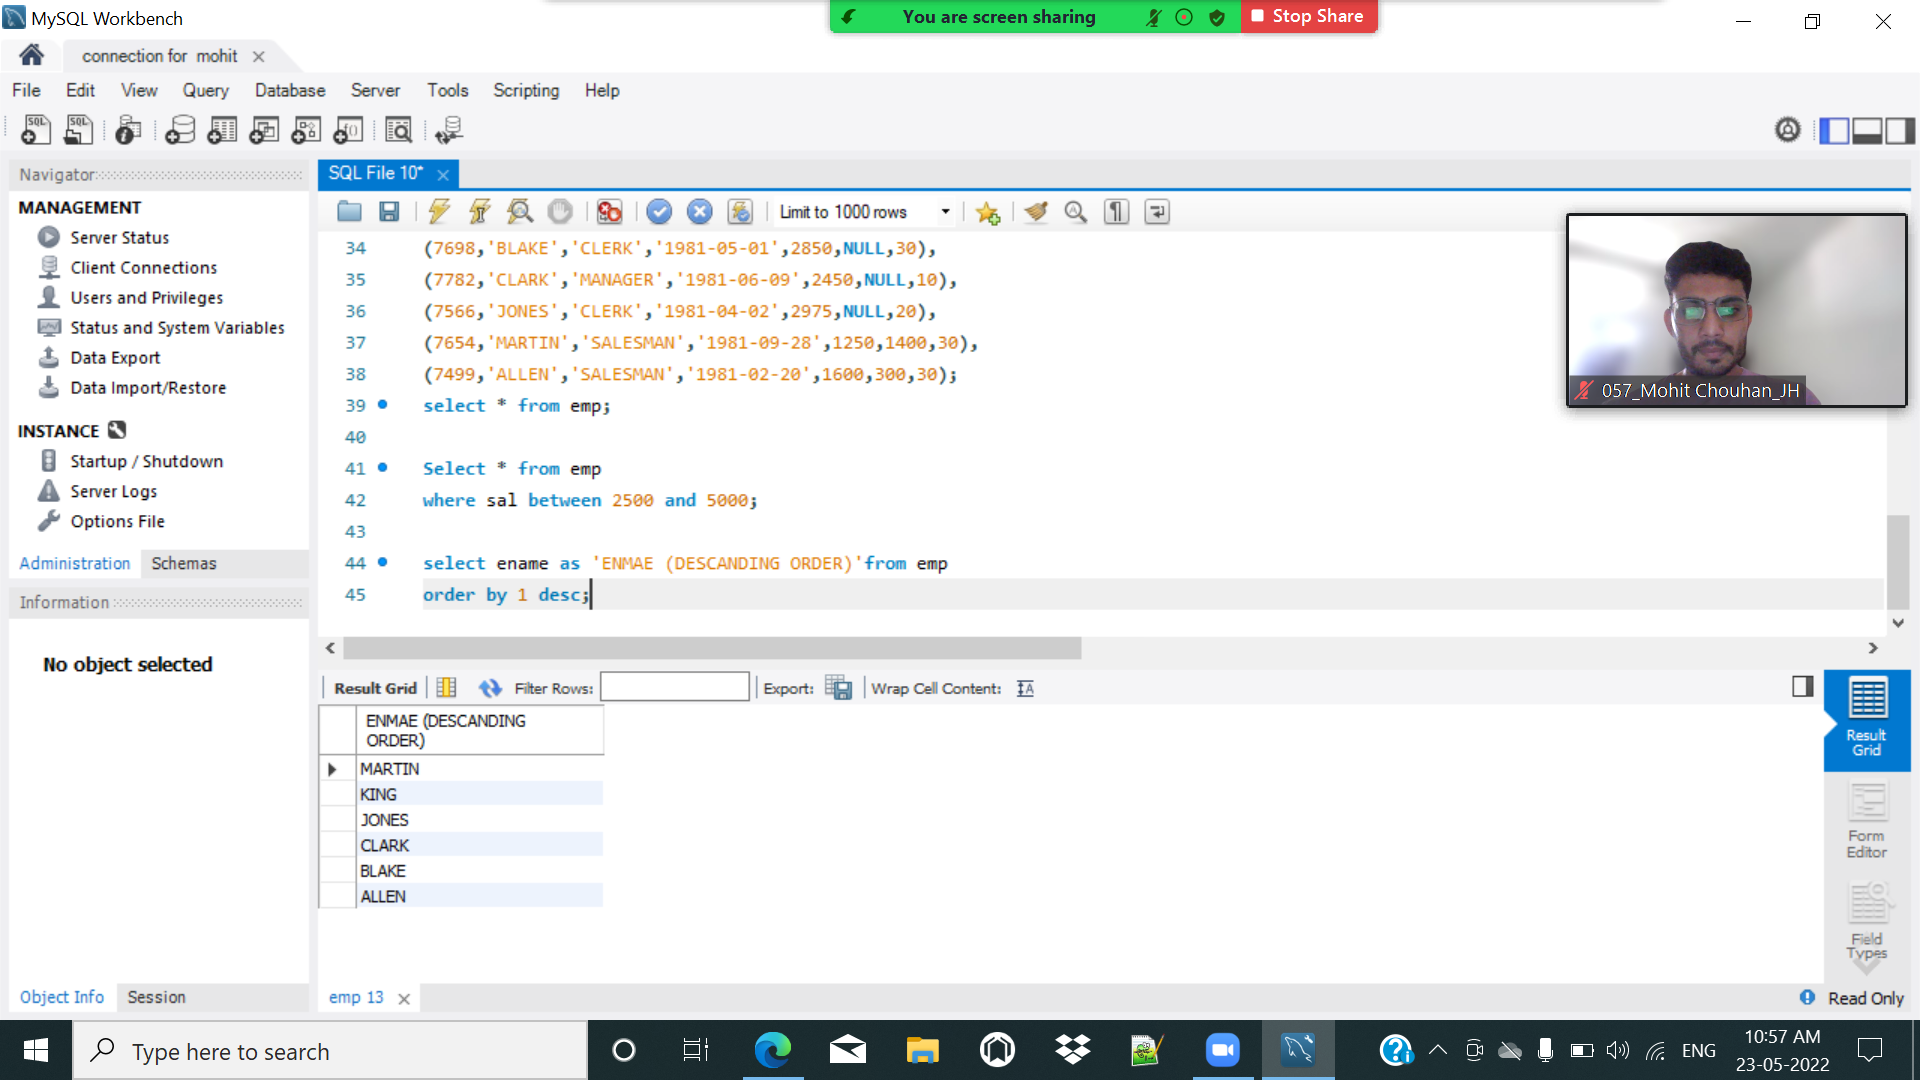 MySQL Workbench
You are screen sharing
Stop Share
connection for mohit
File Edit View Query Database Server Tools Scripting Help
Navigator
SQL File 10*
MANAGEMENT
Server Status
Client Connections
Users and Privileges
Status and System Variables
Data Export
Data Import/Restore
INSTANCE
Startup / Shutdown
Server Logs
Options File
Administration Schemas
Information
No object selected
Object Info Session
Limit to 1000 rows
34 (7698,'BLAKE','CLERK','1981-05-01',2850,NULL,30),
35 (7782,'CLARK','MANAGER','1981-06-09',2450,NULL,10),
36 (7566,'JONES','CLERK','1981-04-02',2975,NULL,20),
37 (7654,'MARTIN','SALESMAN','1981-09-28',1250,1400,30),
38 (7499,'ALLEN','SALESMAN','1981-02-20',1600,300,30);
39 select * from emp;
40
41 Select * from emp
42 where sal between 2500 and 5000;
43
44 select ename as 'ENMAE (DESCANDING ORDER)'from emp
45 order by 1 desc;
057_Mohit Chouhan_JH
Result Grid Filter Rows: Export: Wrap Cell Content:
ENMAE (DESCANDING
ORDER)
MARTIN
KING
JONES
CLARK
BLAKE
ALLEN
Result
Grid
Form
Editor
Field
Types
emp 13
Read Only
Type here to search
ENG
10:57 AM
23-05-2022